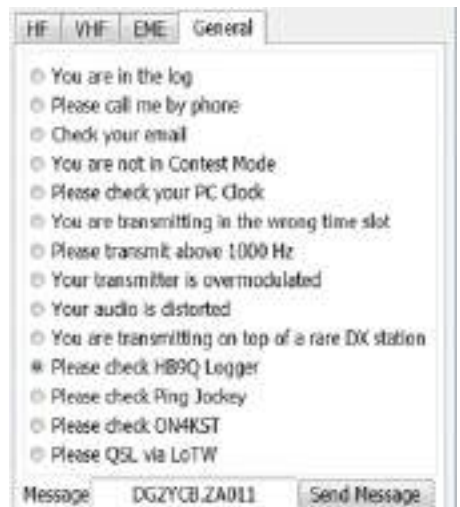 HF VHF EME General
You are in the log
Please call me by phone
Check your email
You are not in Contest Mode
Please check your PC Clock
You are transmitting in the wrong time slot
Please transmit above 1000 Hz
Your transmitter is overmodulated
Your audio is distorted
You are transmitting on top of a rare DX station
Please check HB9Q Logger
Please check Ping Jockey
Please check ON4KST
Please QSL via LoTW
Message DG2YCB.ZA011 Send Message